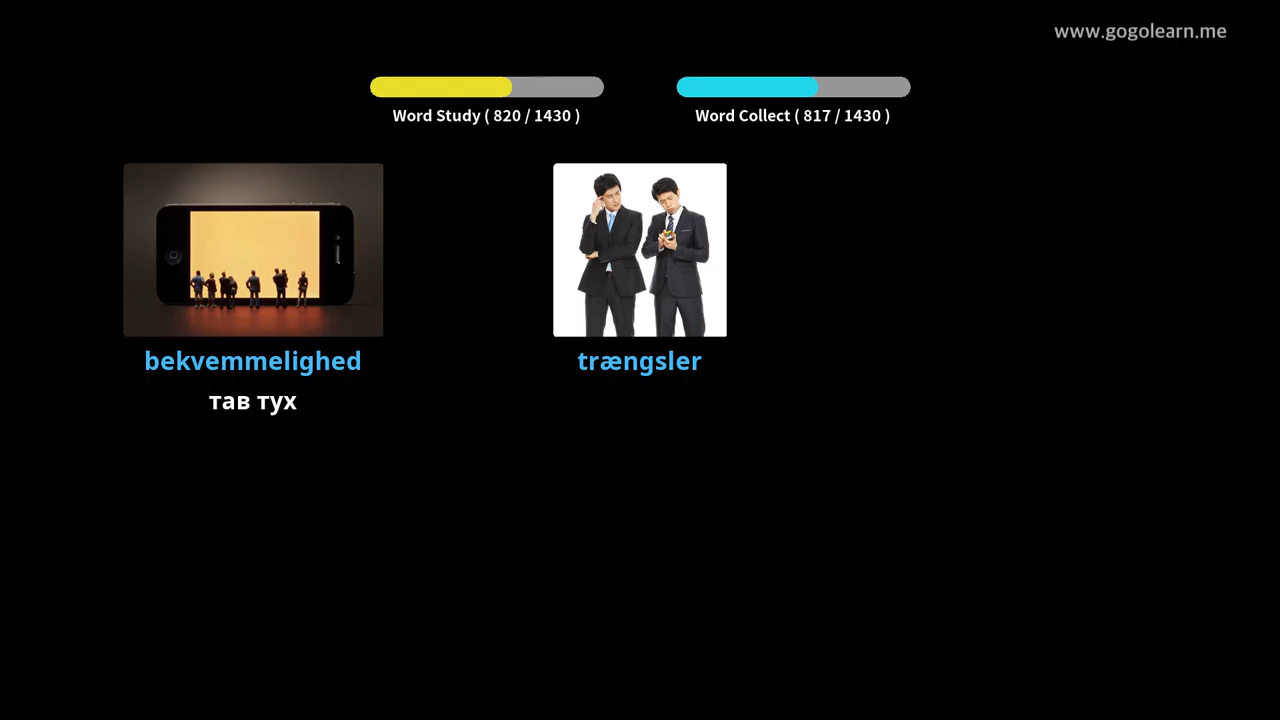 www.gogolearn.me
Word Study ( 820 / 1430 )
Word Collect ( 817 / 1430 )
bekvemmelighed
trængsler
тав тух